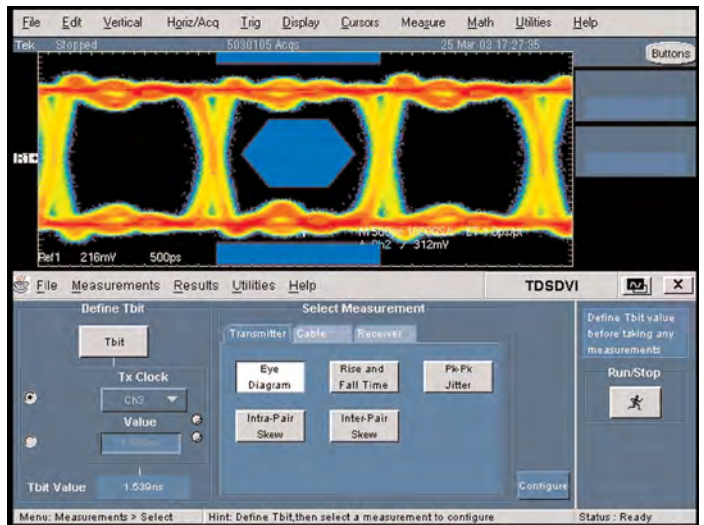 File Edit Vertical Horiz/Acq Trig Display Cursors Measure Math Utilities Help
Tek Stopped 5030105 Acqs 25 Mar 03 17:27:35
Buttons
Ref1 216mV 500ps
312mV
File Measurements Results Utilities Help TDSDVI X
Define Tbit
Tbit
Tx Clock
Ch3
Value
Tbit Value 1.639ns
Select Measurement
Transmitter Cable Receiver
Eye Diagram
Rise and Fall Time
Pk-Pk Jitter
Intra-Pair Skew
Inter-Pair Skew
Configure
Define Tbit value
before taking any
measurements
Run/Stop
Menu: Measurements > Select Hint: Define Tbit,then select a measurement to configure Status : Ready